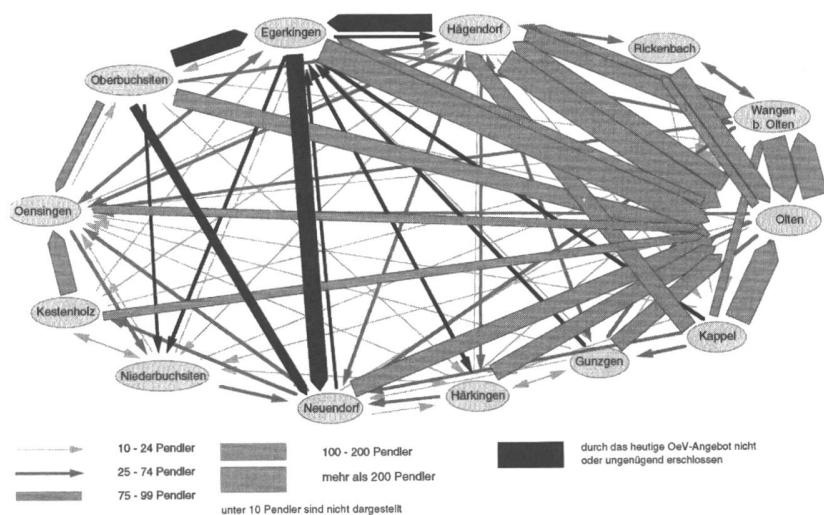 Egerkingen
Hägendorf
Rickenbach
Oberbuchsiten
Wangen
b. Olten
Oensingen
Olten
Kestenholz
Kappel
Niederbuchsiten
Gunzgen
Neuendorf
Härkingen
10 - 24 Pendler
25 - 74 Pendler
75 - 99 Pendler
100 - 200 Pendler
mehr als 200 Pendler
durch das heutige OeV-Angebot nicht
oder ungenügend erschlossen
unter 10 Pendler sind nicht dargestellt